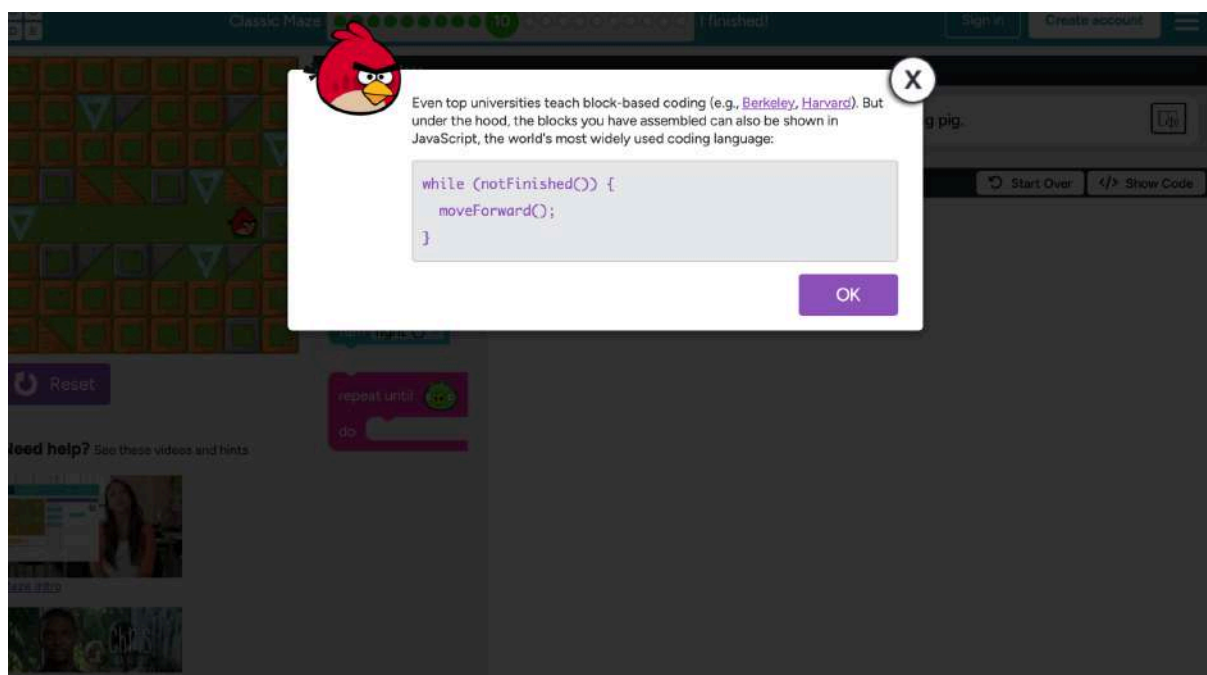 Classic Maze
10
I finished!
Sign in
Create account
Even top universities teach block-based coding (e.g., Berkeley, Harvard). But
under the hood, the blocks you have assembled can also be shown in
JavaScript, the world's most widely used coding language:
g pig.
while (notFinished()) {
moveForward();
}
Start Over
</> Show Code
OK
X
Reset
repeat until
do
Need help? See these videos and hints
Maze Intro
Chris